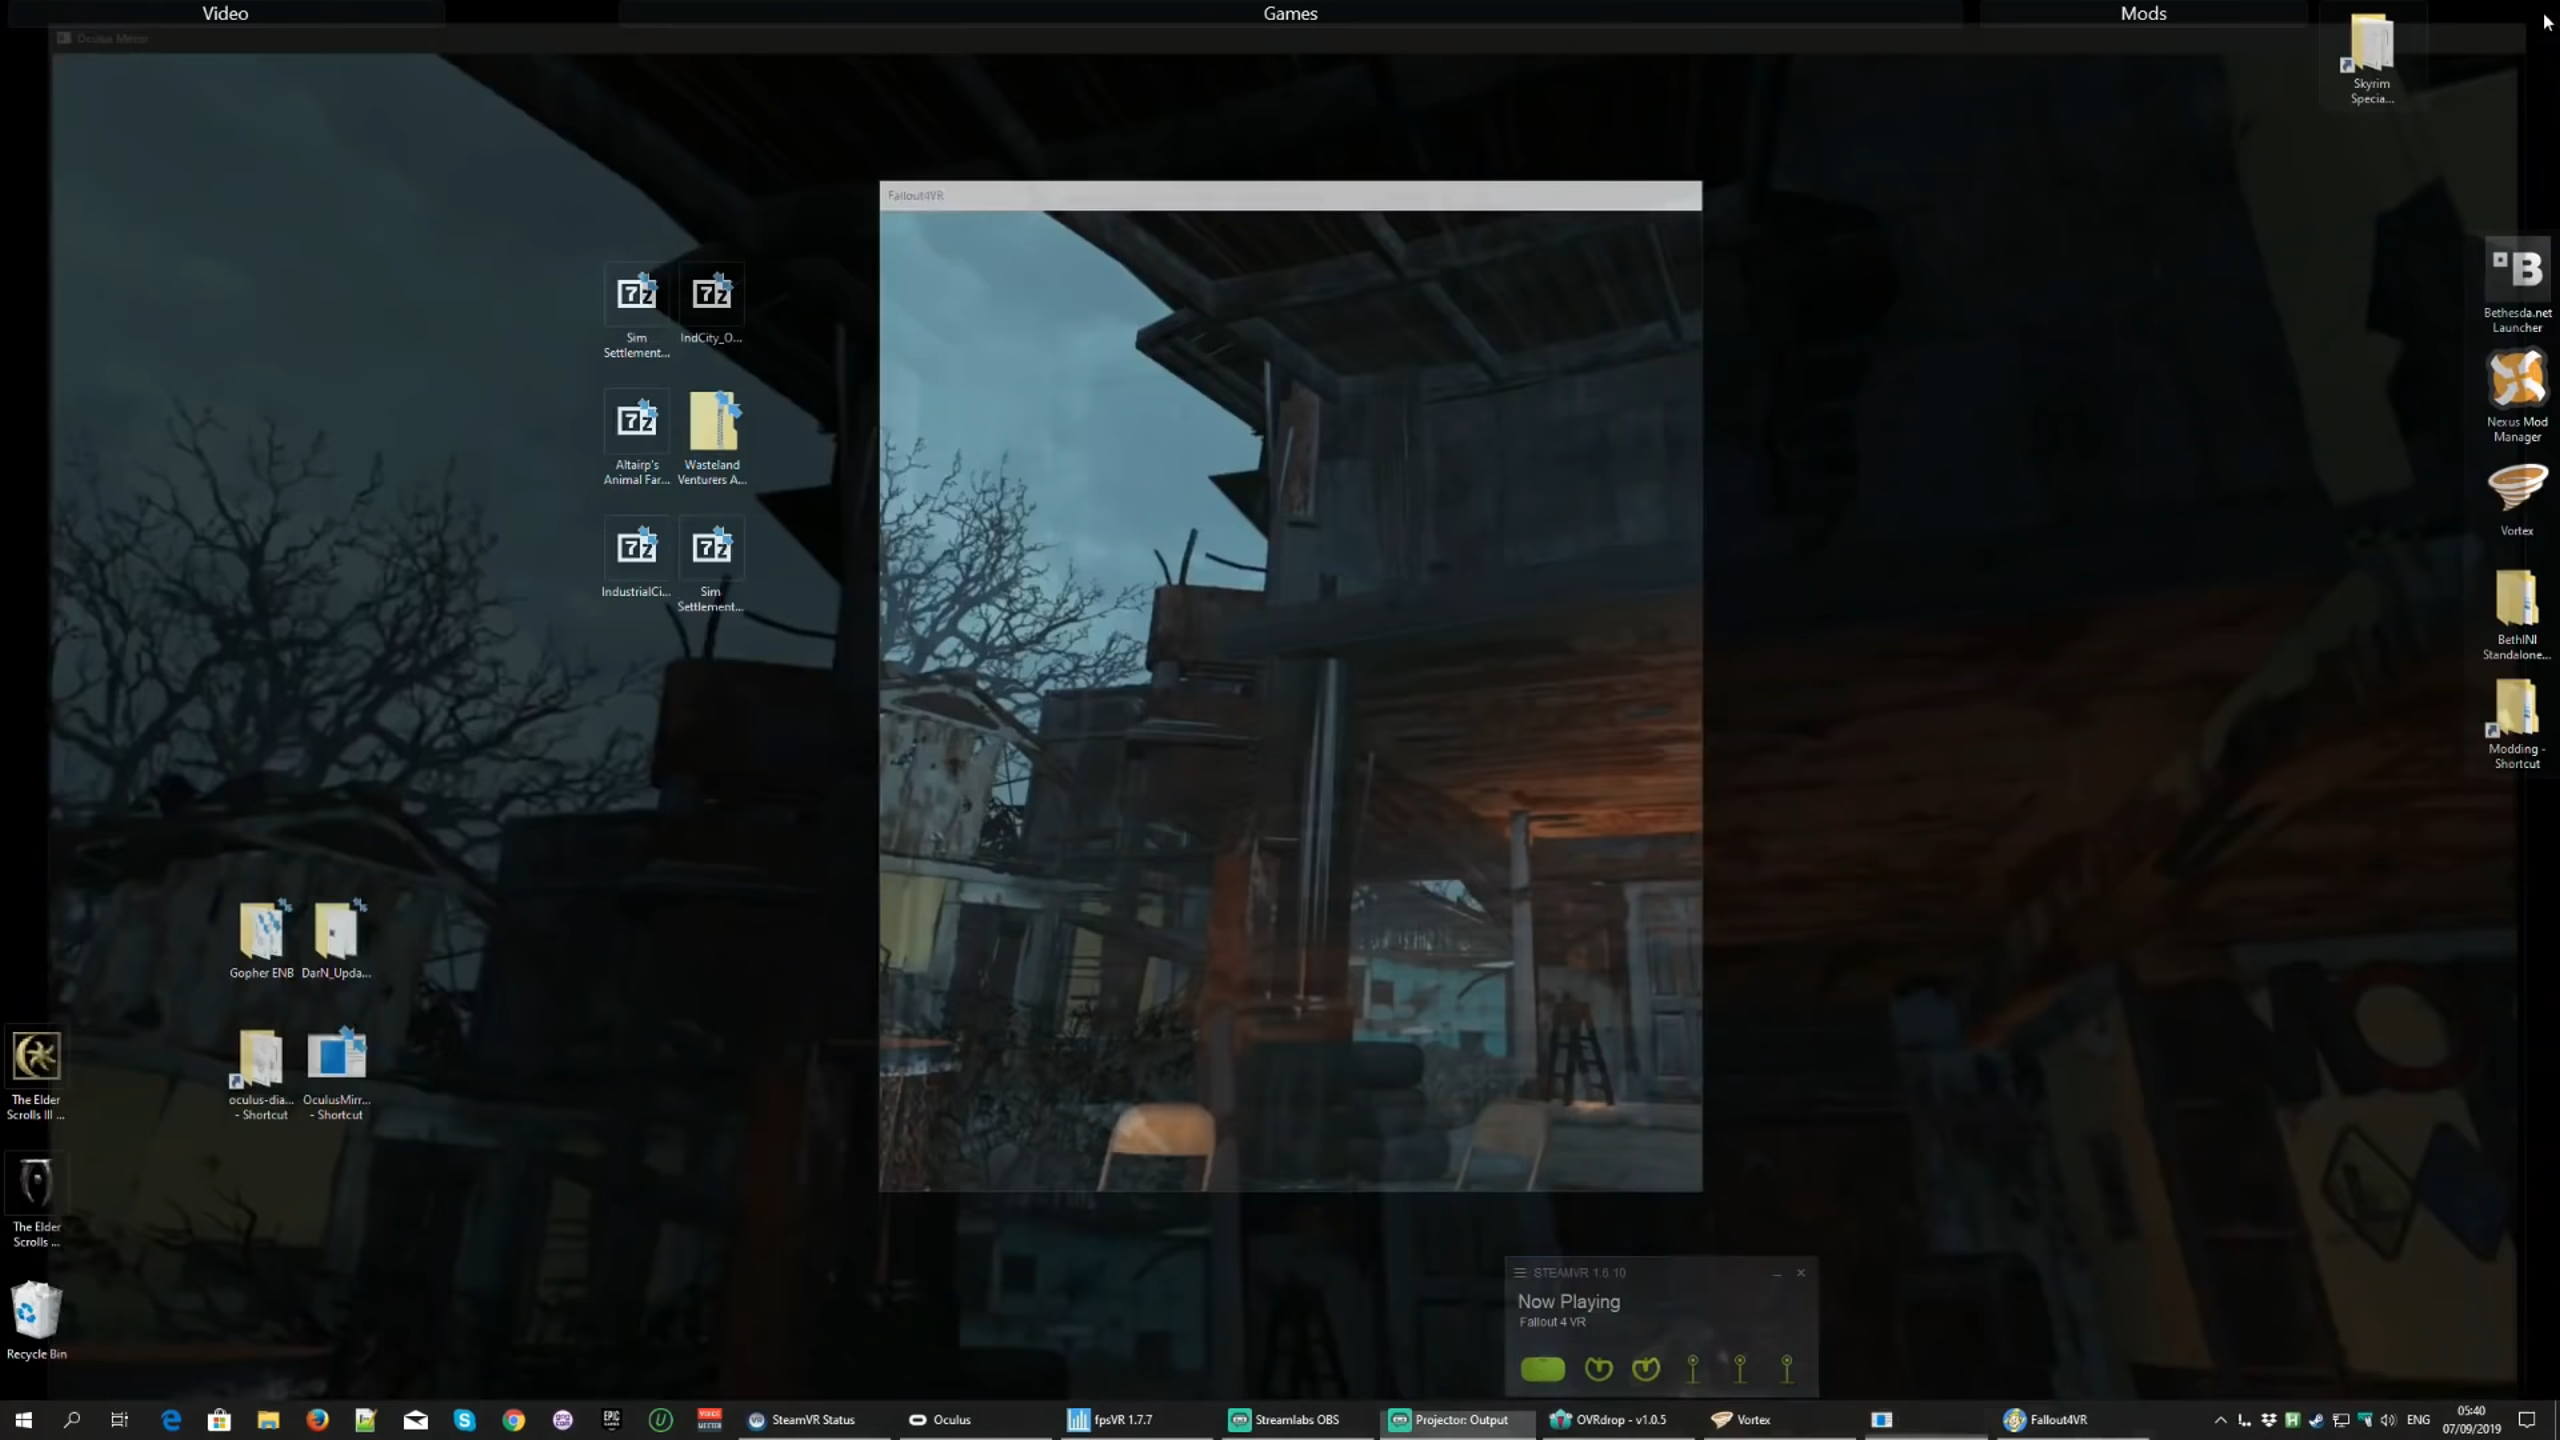 Video
Games
Mods
Oculus Mirror
Skyrim
Specia...
Fallout4VR
Sim
Settlement...
IndCity_O...
Altairp's
Animal Far...
Wasteland
Venturers A...
IndustrialCi...
Sim
Settlement...
Bethesda.net
Launcher
Nexus Mod
Manager
Vortex
BethINI
Standalone...
Modding -
Shortcut
Gopher ENB
DarN_Upda...
oculus-dia...
- Shortcut
OculusMirr...
- Shortcut
The Elder
Scrolls III ...
The Elder
Scrolls ...
Recycle Bin
STEAMVR 1.6.10
Now Playing
Fallout 4 VR
SteamVR Status
Oculus
fpsVR 1.7.7
Streamlabs OBS
Projector: Output
OVRdrop - v1.0.5
Vortex
Fallout4VR
ENG
05:40
07/09/2019